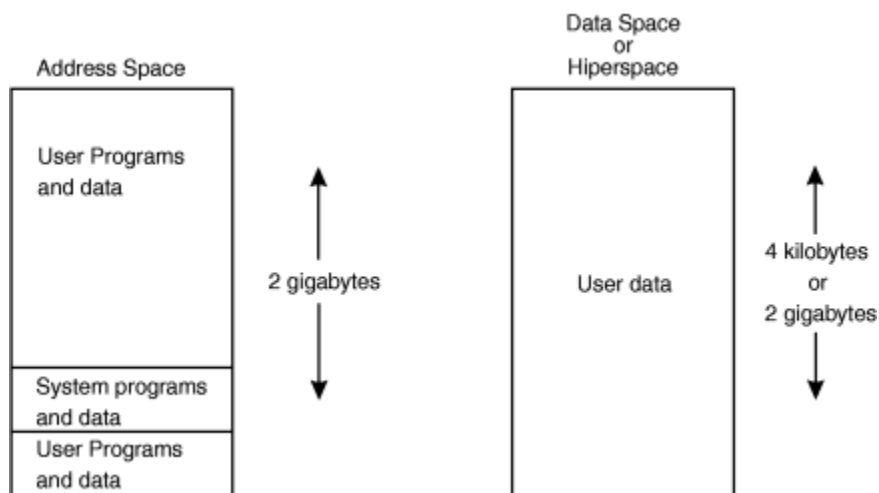 Address Space
User Programs
and data
2 gigabytes
System programs
and data
User Programs
and data
Data Space
or
Hiperspace
User data
4 kilobytes
or
2 gigabytes